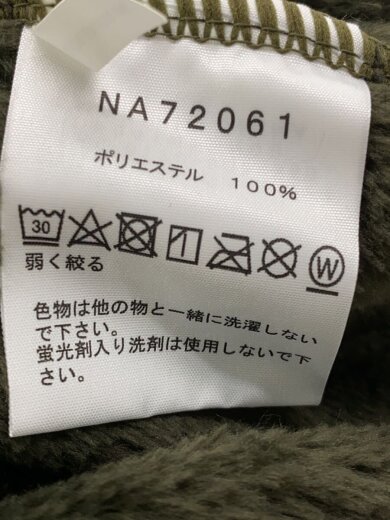 NA72061
ポリエステル 100%
30 W
弱く絞る
色物は他の物と一緒に洗濯しない
で下さい。
蛍光剤入り洗剤は使用しないで下
さい。